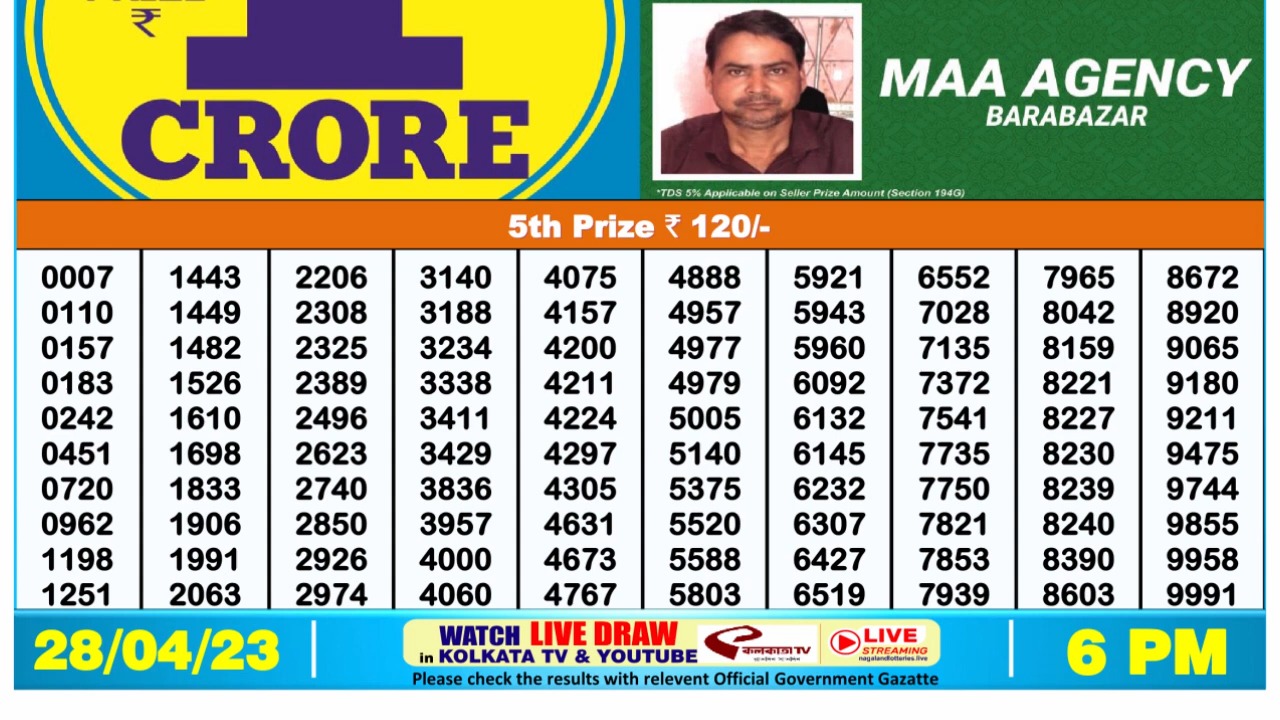 ₹
1
CRORE
MAA AGENCY
BARABAZAR
*TDS 5% Applicable on Seller Prize Amount (Section 194G)
5th Prize ₹ 120/-
0007 1443 2206 3140 4075 4888 5921 6552 7965 8672
0110 1449 2308 3188 4157 4957 5943 7028 8042 8920
0157 1482 2325 3234 4200 4977 5960 7135 8159 9065
0183 1526 2389 3338 4211 4979 6092 7372 8221 9180
0242 1610 2496 3411 4224 5005 6132 7541 8227 9211
0451 1698 2623 3429 4297 5140 6145 7735 8230 9475
0720 1833 2740 3836 4305 5375 6232 7750 8239 9744
0962 1906 2850 3957 4631 5520 6307 7821 8240 9855
1198 1991 2926 4000 4673 5588 6427 7853 8390 9958
1251 2063 2974 4060 4767 5803 6519 7939 8603 9991
28/04/23
WATCH LIVE DRAW
in KOLKATA TV & YOUTUBE
কলকাতা TV
LIVE
STREAMING
nagalandlotteries.live
Please check the results with relevent Official Government Gazatte
6 PM